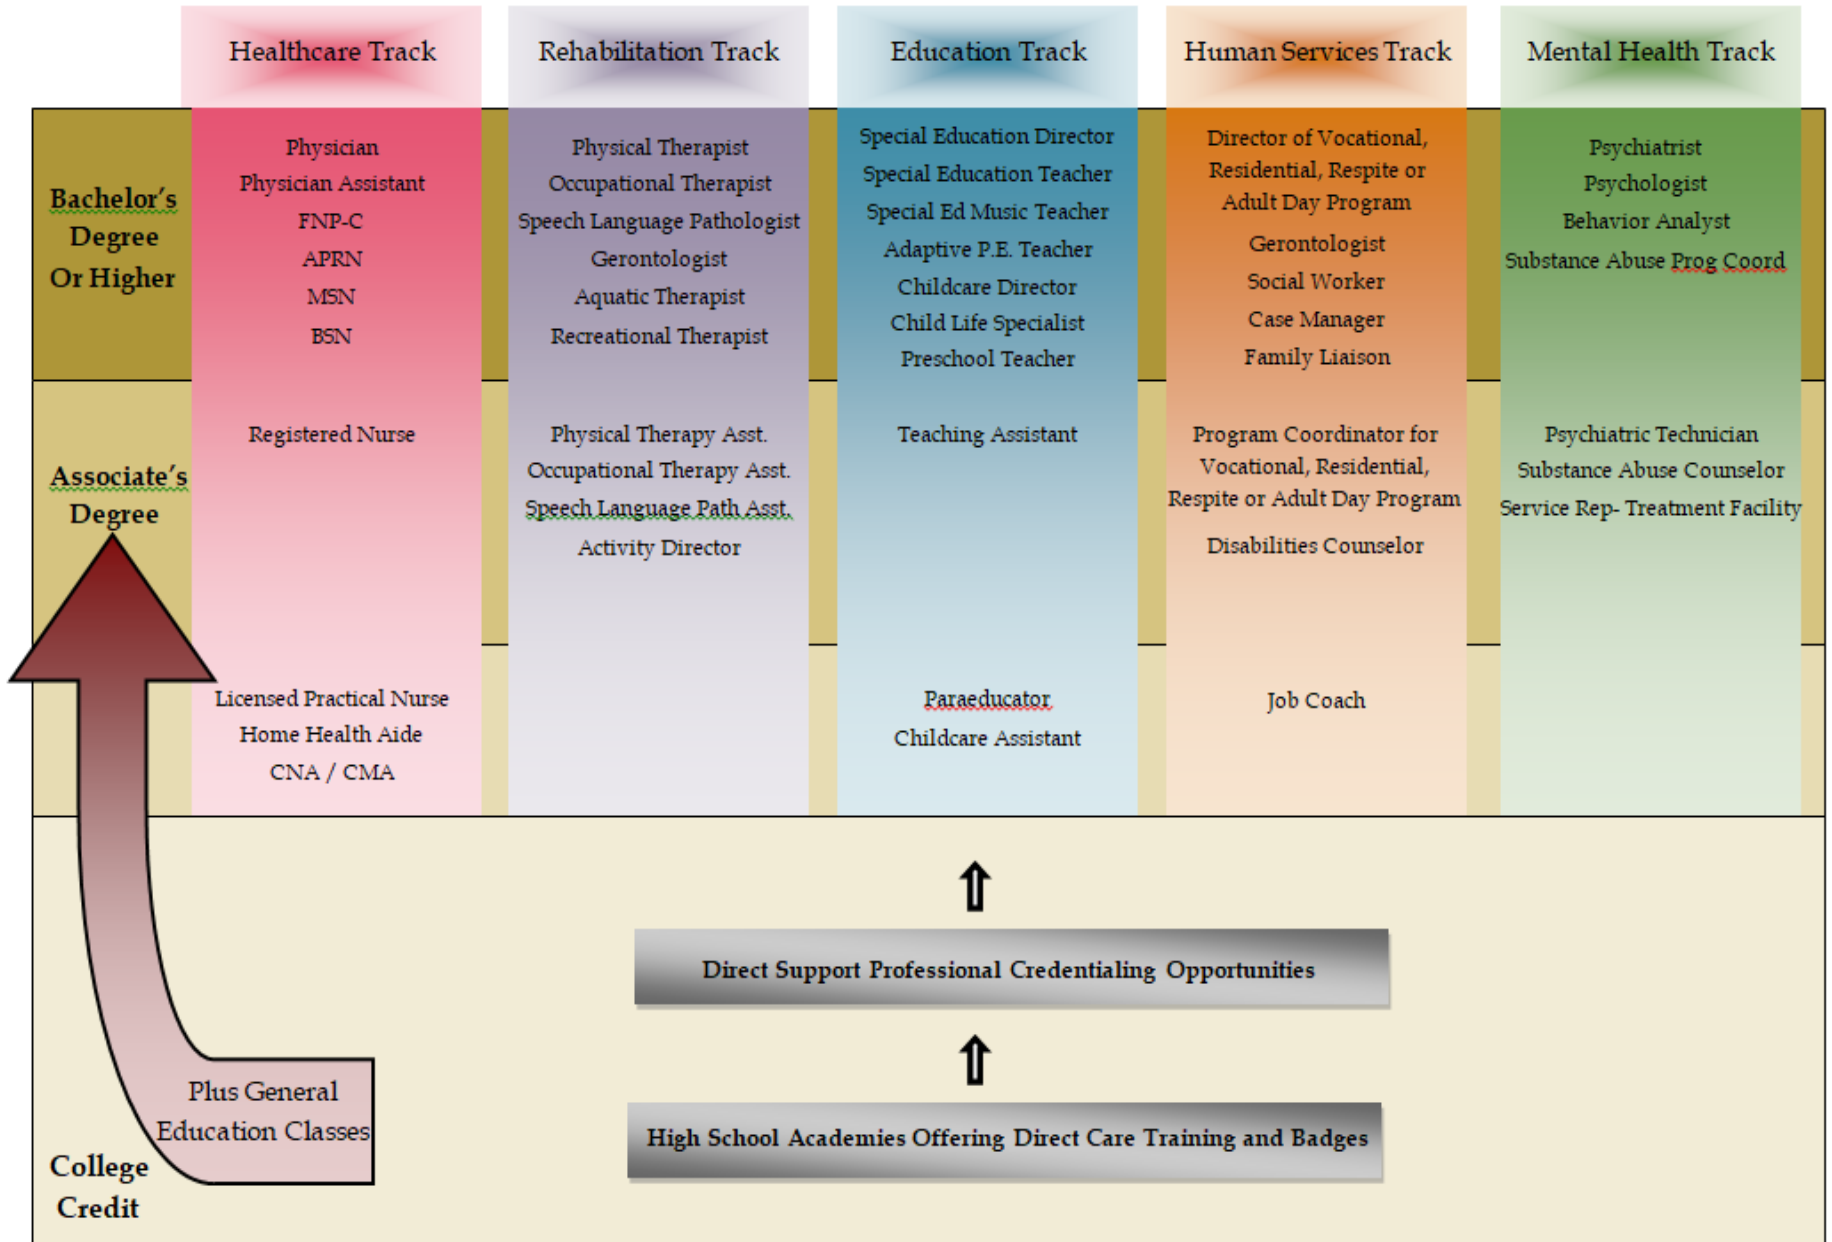 Healthcare Track
Rehabilitation Track
Education Track
Human Services Track
Mental Health Track
Bachelor's
Degree
Or Higher
Physician
Physician Assistant
FNP-C
APRN
MSN
BSN
Physical Therapist
Occupational Therapist
Speech Language Pathologist
Gerontologist
Aquatic Therapist
Recreational Therapist
Special Education Director
Special Education Teacher
Special Ed Music Teacher
Adaptive P.E. Teacher
Childcare Director
Child Life Specialist
Preschool Teacher
Director of Vocational,
Residential, Respite or
Adult Day Program
Gerontologist
Social Worker
Case Manager
Family Liaison
Psychiatrist
Psychologist
Behavior Analyst
Substance Abuse Prog Coord
Associate's
Degree
Registered Nurse
Physical Therapy Asst.
Occupational Therapy Asst.
Speech Language Path Asst.
Activity Director
Teaching Assistant
Program Coordinator for
Vocational, Residential,
Respite or Adult Day Program
Disabilities Counselor
Psychiatric Technician
Substance Abuse Counselor
Service Rep- Treatment Facility
Licensed Practical Nurse
Home Health Aide
CNA / CMA
Paraeducator
Childcare Assistant
Job Coach
Direct Support Professional Credentialing Opportunities
High School Academies Offering Direct Care Training and Badges
Plus General
Education Classes
College
Credit